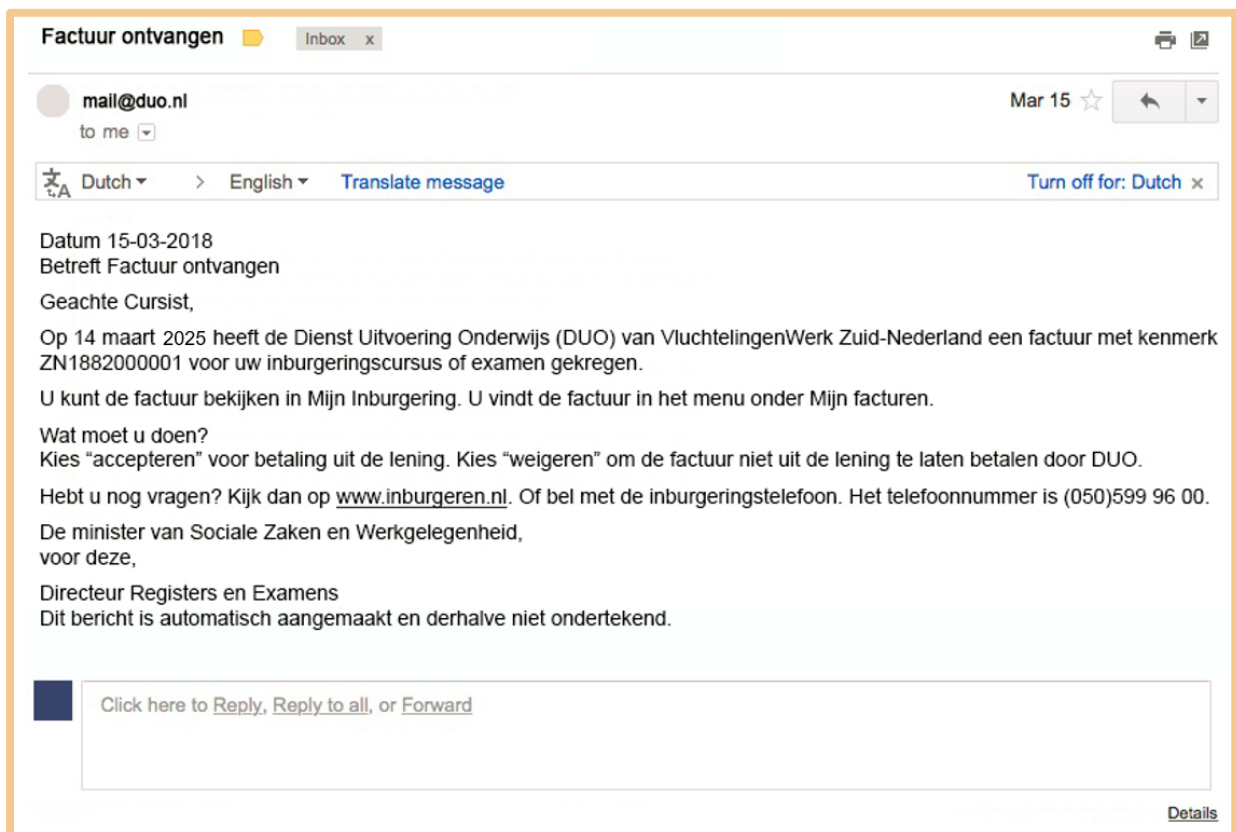 Factuur ontvangen Inbox x
mail@duo.nl Mar 15
to me
Dutch > English Translate message Turn off for: Dutch x
Datum 15-03-2018
Betreft Factuur ontvangen
Geachte Cursist,
Op 14 maart 2025 heeft de Dienst Uitvoering Onderwijs (DUO) van VluchtelingenWerk Zuid-Nederland een factuur met kenmerk
ZN1882000001 voor uw inburgeringscursus of examen gekregen.
U kunt de factuur bekijken in Mijn Inburgering. U vindt de factuur in het menu onder Mijn facturen.
Wat moet u doen?
Kies “accepteren” voor betaling uit de lening. Kies “weigeren” om de factuur niet uit de lening te laten betalen door DUO.
Hebt u nog vragen? Kijk dan op www.inburgeren.nl. Of bel met de inburgeringstelefoon. Het telefoonnummer is (050)599 96 00.
De minister van Sociale Zaken en Werkgelegenheid,
voor deze,
Directeur Registers en Examens
Dit bericht is automatisch aangemaakt en derhalve niet ondertekend.
Click here to Reply, Reply to all, or Forward
Details